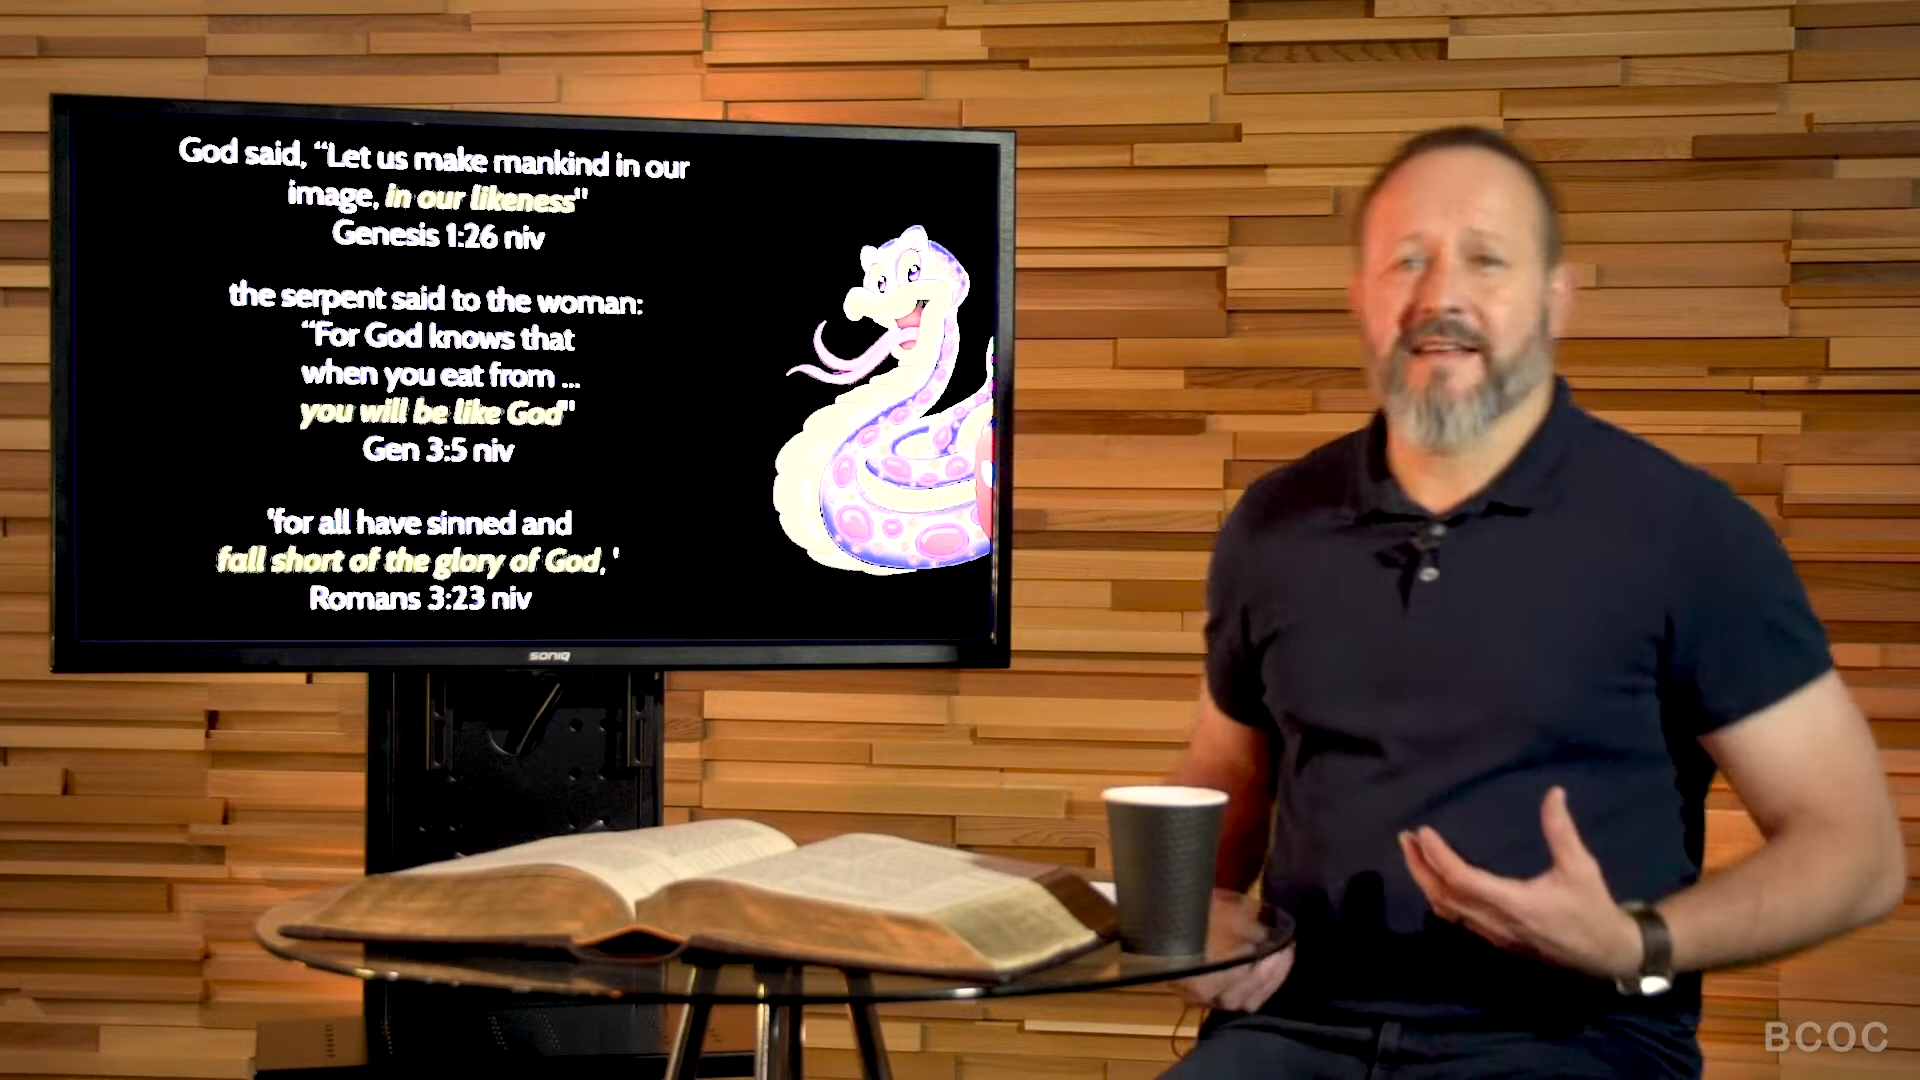 God said, “Let us make mankind in our
image, in our likeness"
Genesis 1:26 niv
the serpent said to the woman:
“For God knows that
when you eat from ...
you will be like God"
Gen 3:5 niv
'for all have sinned and
fall short of the glory of God,'
Romans 3:23 niv
SONIQ
BCOC